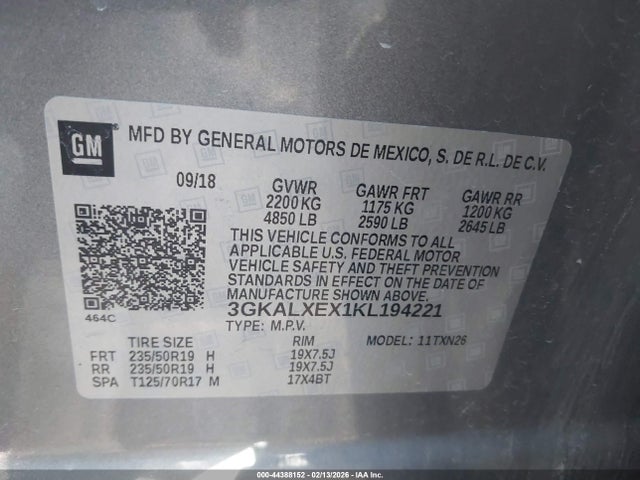 GM
MFD BY GENERAL MOTORS DE MEXICO, S. DE R.L. DE C.V.
09/18 GVWR GAWR FRT GAWR RR
2200 KG 1175 KG 1200 KG
4850 LB 2590 LB 2645 LB
THIS VEHICLE CONFORMS TO ALL
APPLICABLE U.S. FEDERAL MOTOR
VEHICLE SAFETY AND THEFT PREVENTION
STANDARDS IN EFFECT ON THE DATE OF
MANUFACTURE SHOWN ABOVE.
464C
3GKALXEX1KL194221
TYPE: M.P.V. MODEL: 11TXN26
TIRE SIZE RIM
FRT 235/50R19 H 19X7.5J
RR 235/50R19 H 19X7.5J
SPA T125/70R17 M 17X4BT
000-44388152 - 02/13/2026 - IAA Inc.